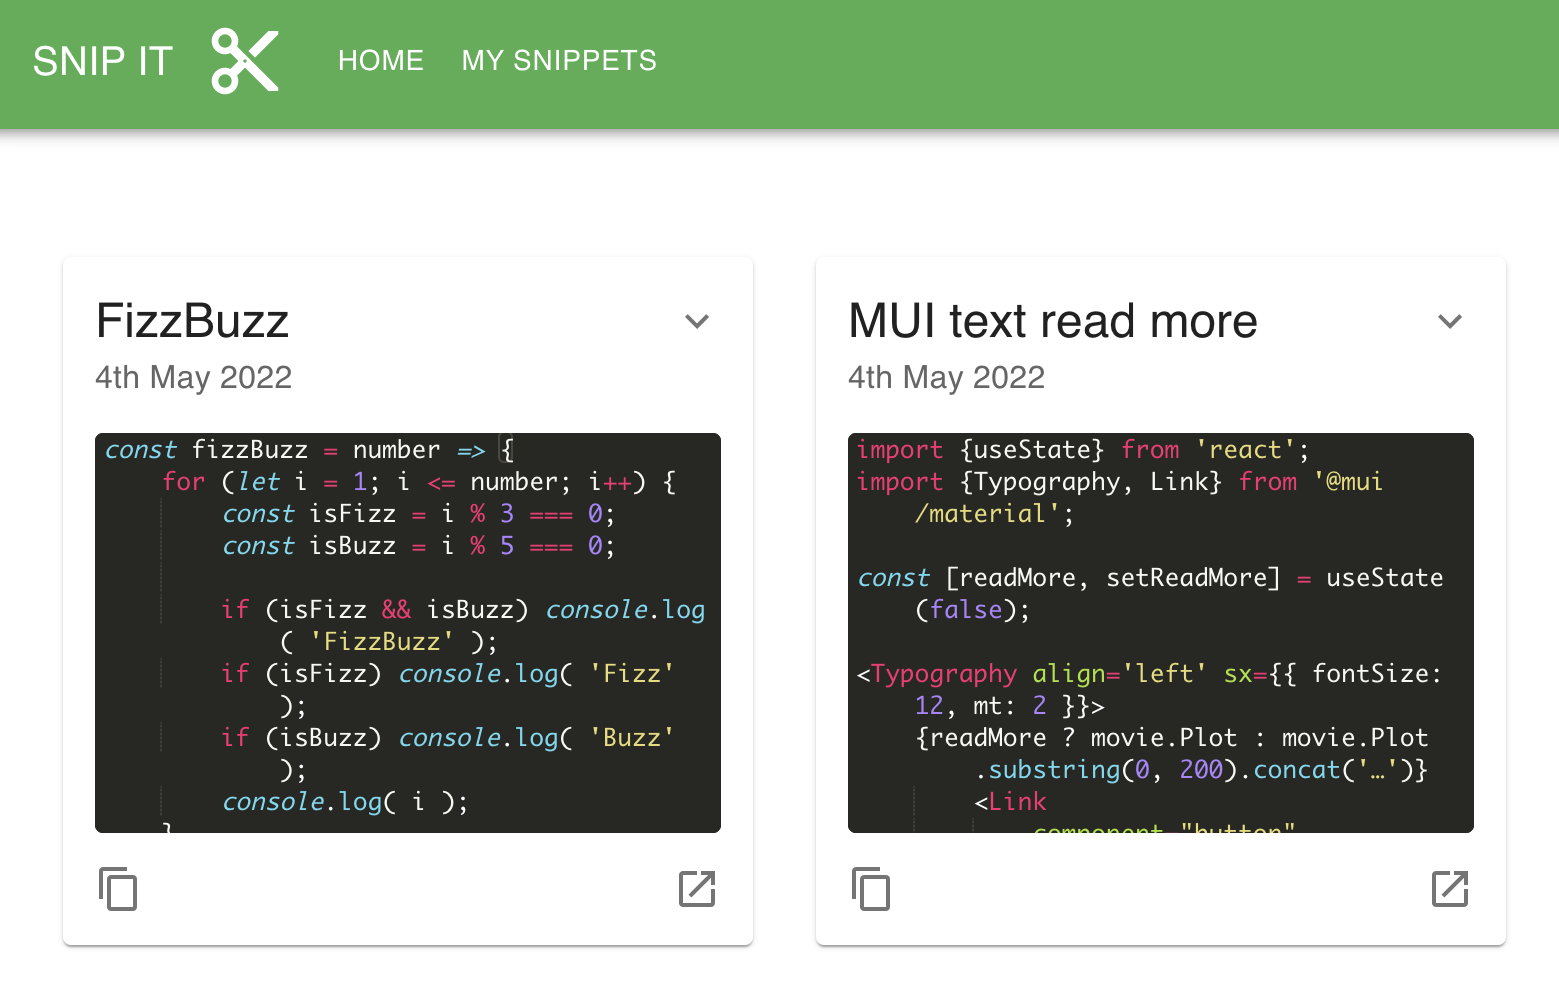 SNIP IT HOME MY SNIPPETS
FizzBuzz
4th May 2022
const fizzBuzz = number => {
for (let i = 1; i <= number; i++) {
const isFizz = i % 3 === 0;
const isBuzz = i % 5 === 0;
if (isFizz && isBuzz) console.log
( 'FizzBuzz' );
if (isFizz) console.log( 'Fizz'
);
if (isBuzz) console.log( 'Buzz'
);
console.log( i );
}
MUI text read more
4th May 2022
import {useState} from 'react';
import {Typography, Link} from '@mui
/material';
const [readMore, setReadMore] = useState
(false);
<Typography align='left' sx={{ fontSize:
12, mt: 2 }}>
{readMore ? movie.Plot : movie.Plot
.substring(0, 200).concat('…')}
<Link
component="button"